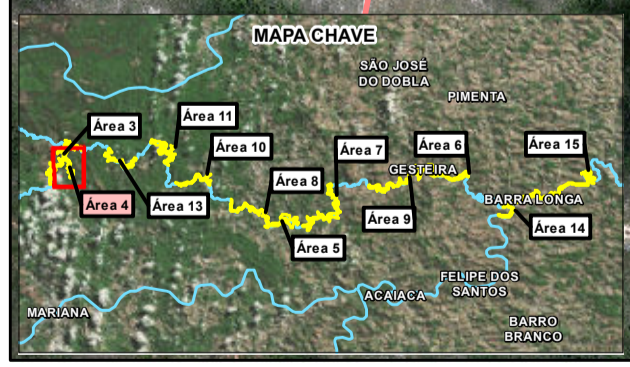 MAPA CHAVE
SÃO JOSÉ
DO DOBLA
PIMENTA
Área 3
Área 11
Área 10
Área 7
Área 6
Área 15
GESTEIRA
Área 8
Área 4
Área 13
BARRA LONGA
Área 9
Área 14
Área 5
FELIPE DOS
SANTOS
ACAIACA
MARIANA
BARRO
BRANCO